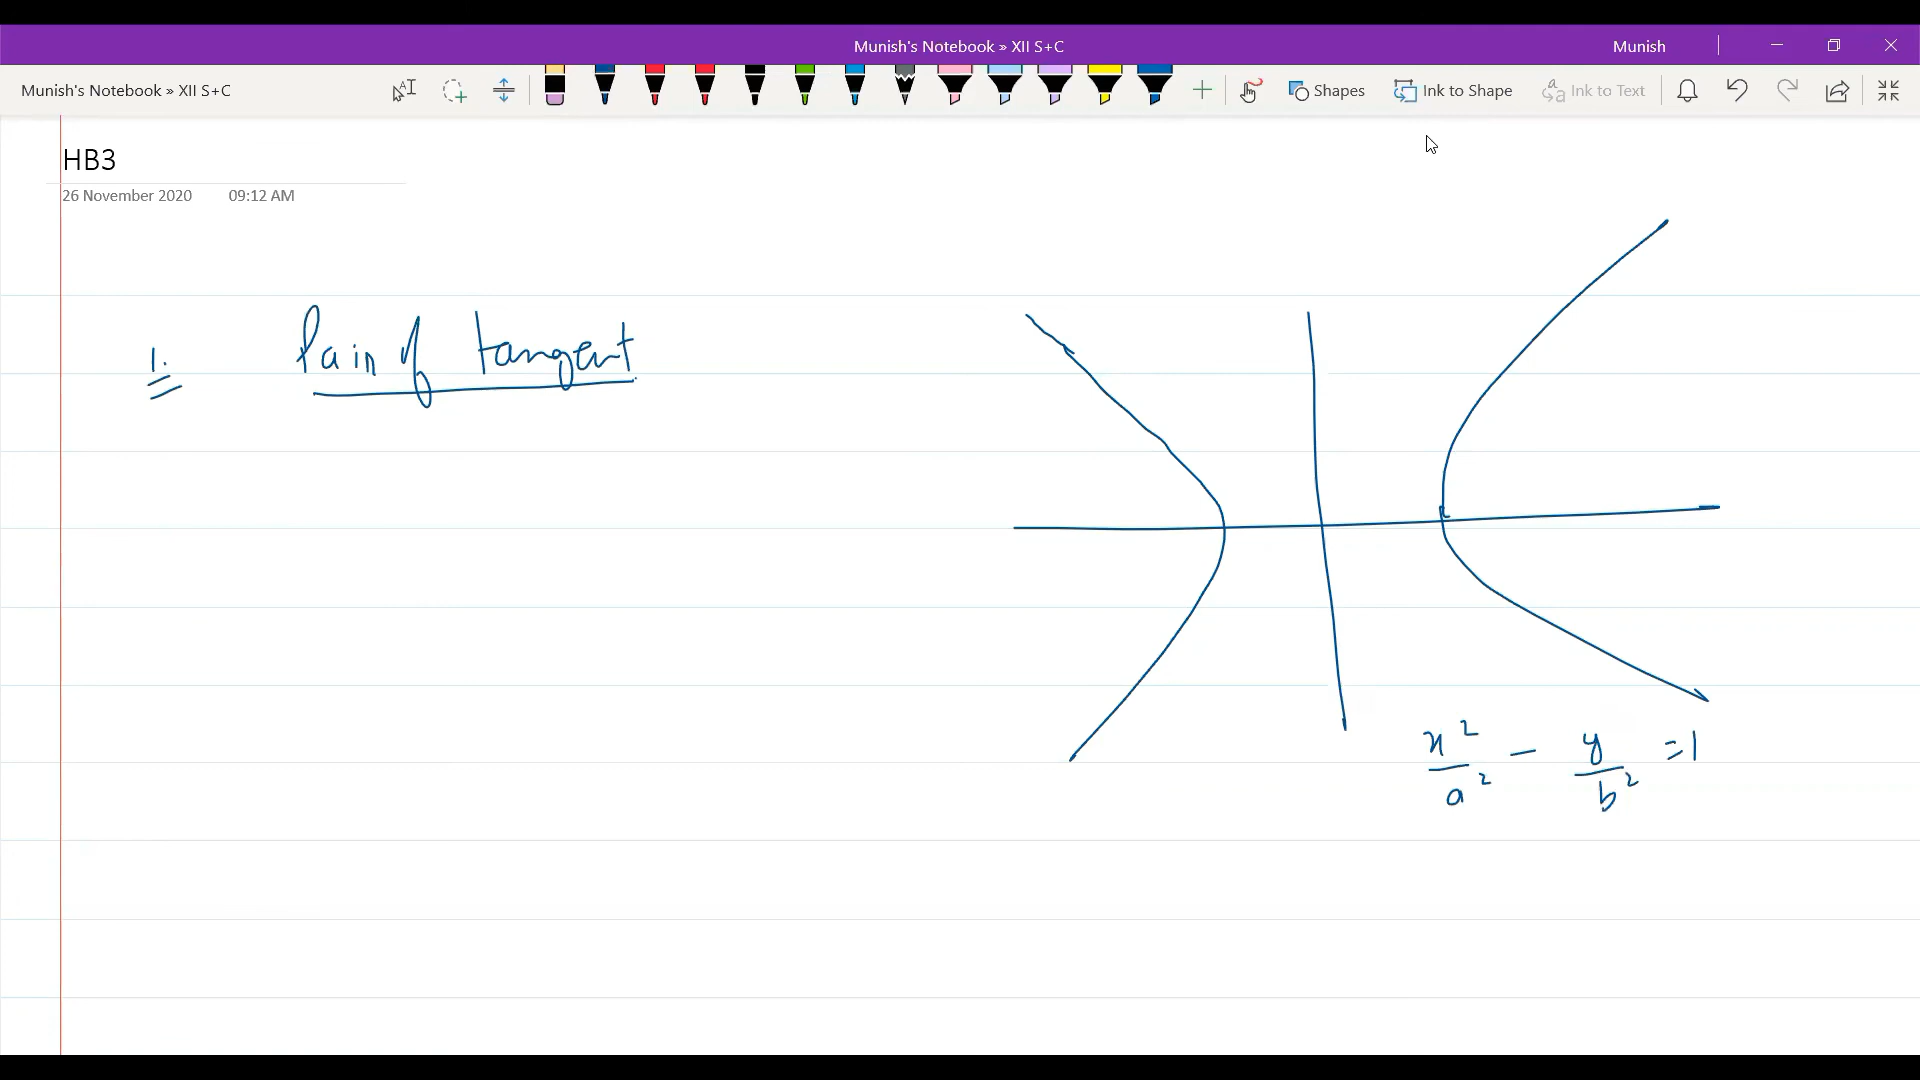 Munish's Notebook » XII S+C
Munish
Munish's Notebook » XII S+C
Shapes
Ink to Shape
Ink to Text
HB3
26 November 2020 09:12 AM
1. Pair of tangent
x²/a² - y/b² =1